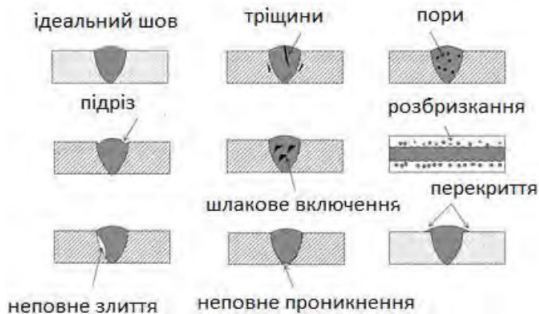 ідеальний шов
тріщини
пори
підріз
розбризкання
шлакове включення
перекриття
неповне злиття
неповне проникнення